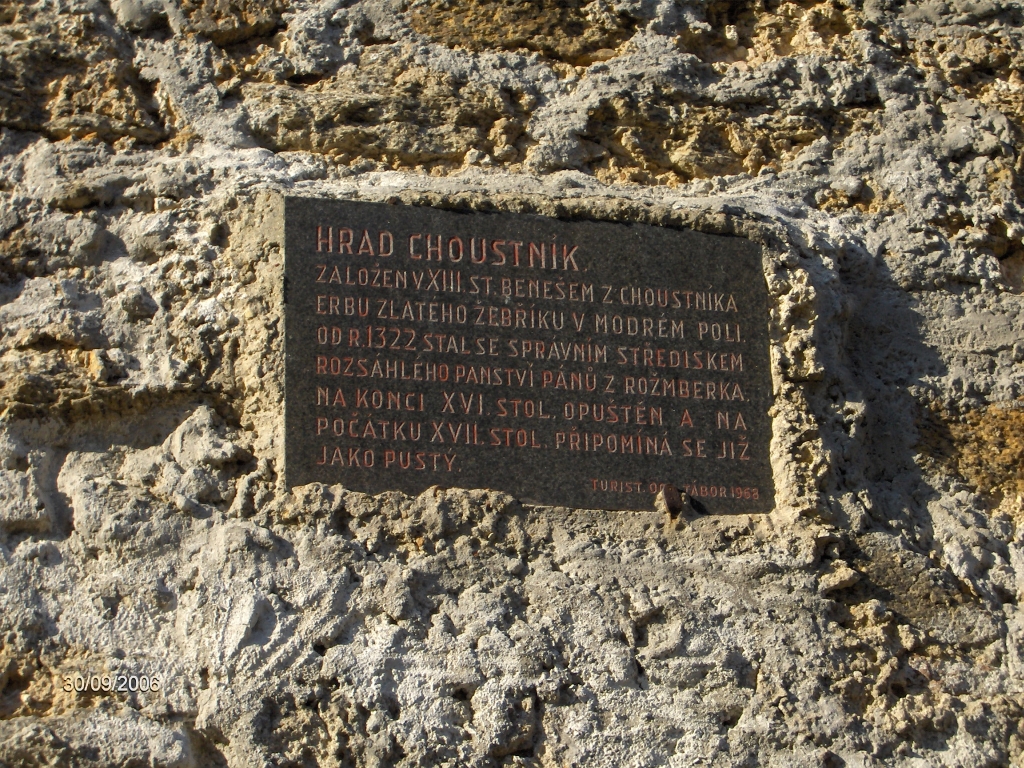 HRAD CHOUSTNÍK.
ZALOŽEN V XIII. ST. BENEŠEM Z CHOUSTNÍKA
ERBU ZLATÉHO ŽEBŘÍKU V MODRÉM POLI.
OD R. 1322 STAL SE SPRÁVNÍM STŘEDISKEM
ROZSÁHLÉHO PANSTVÍ PÁNŮ Z ROŽMBERKA.
NA KONCI XVI. STOL. OPUŠTĚN A NA
POČÁTKU XVII. STOL. PŘIPOMÍNÁ SE JIŽ
JAKO PUSTÝ.
TURIST. TÁBOR 1968
30/09/2006